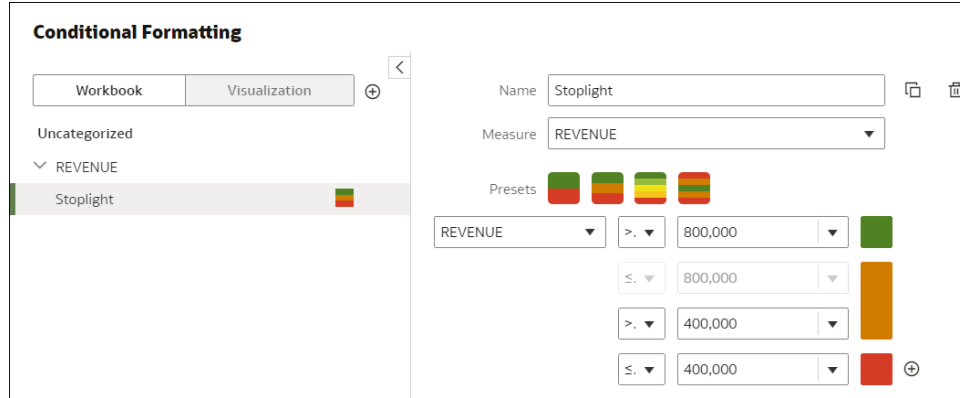 Conditional Formatting
Workbook Visualization
Uncategorized
REVENUE
Stoplight
Name Stoplight
Measure REVENUE
Presets
REVENUE >. 800,000
≤. 800,000
>. 400,000
≤. 400,000